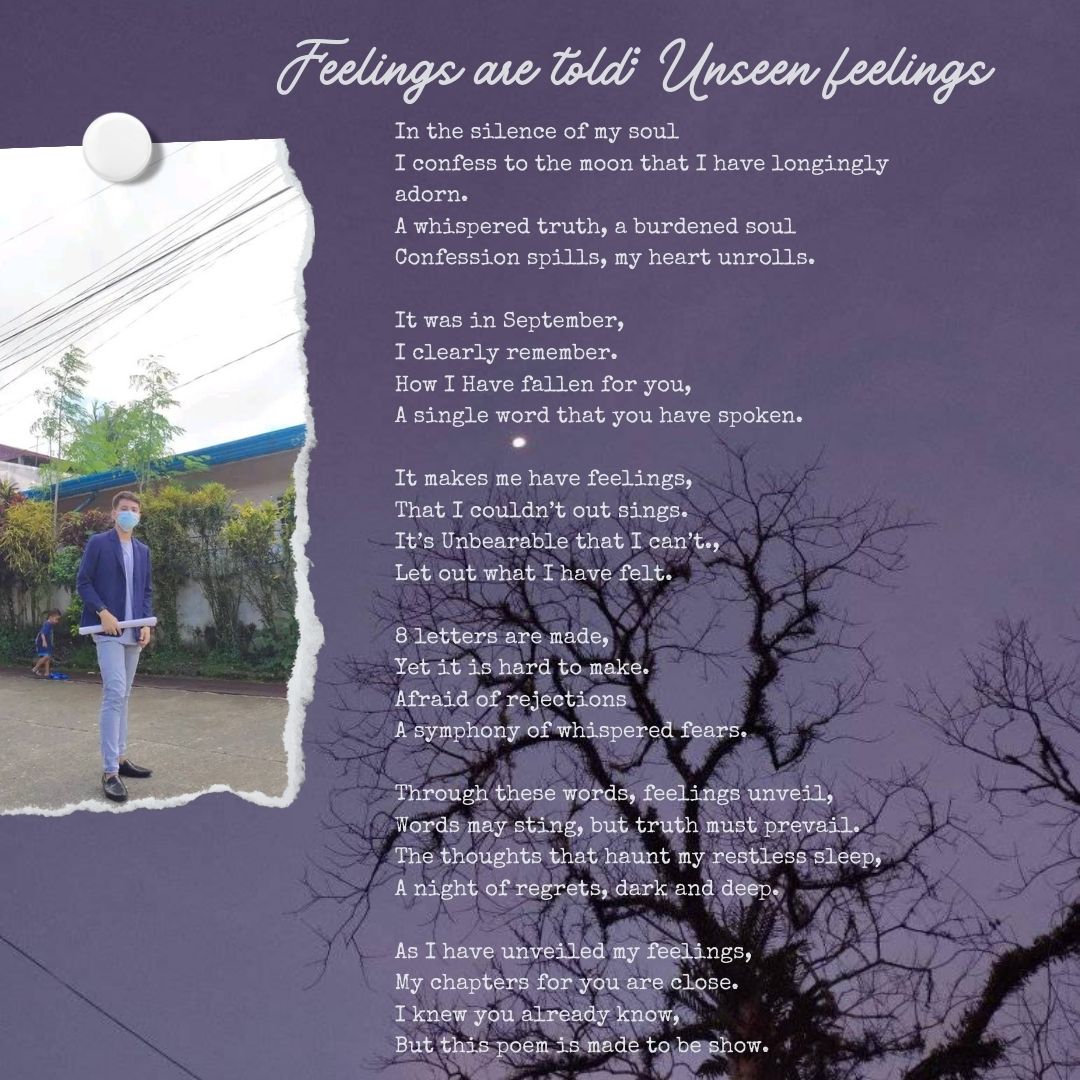 Feelings are told: Unseen feelings
In the silence of my soul
I confess to the moon that I have longingly
adorn.
A whispered truth, a burdened soul
Confession spills, my heart unrolls.
It was in September,
I clearly remember.
How I Have fallen for you,
A single word that you have spoken.
It makes me have feelings,
That I couldn't out sings.
It's Unbearable that I can't.,
Let out what I have felt.
8 letters are made,
Yet it is hard to make.
Afraid of rejections
A symphony of whispered fears.
Through these words, feelings unveil,
Words may sting, but truth must prevail.
The thoughts that haunt my restless sleep,
A night of regrets, dark and deep.
As I have unveiled my feelings,
My chapters for you are close.
I knew you already know,
But this poem is made to be show.